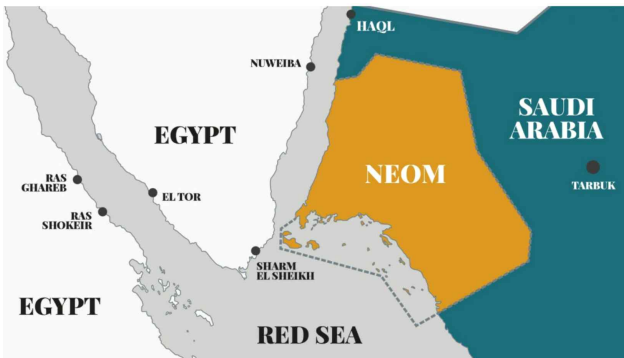 HAQL
NUWEIBA
EGYPT
SAUDI
ARABIA
NEOM
TARBUK
RAS
GHAREB
EL TOR
RAS
SHOKEIR
SHARM
EL SHEIKH
EGYPT
RED SEA